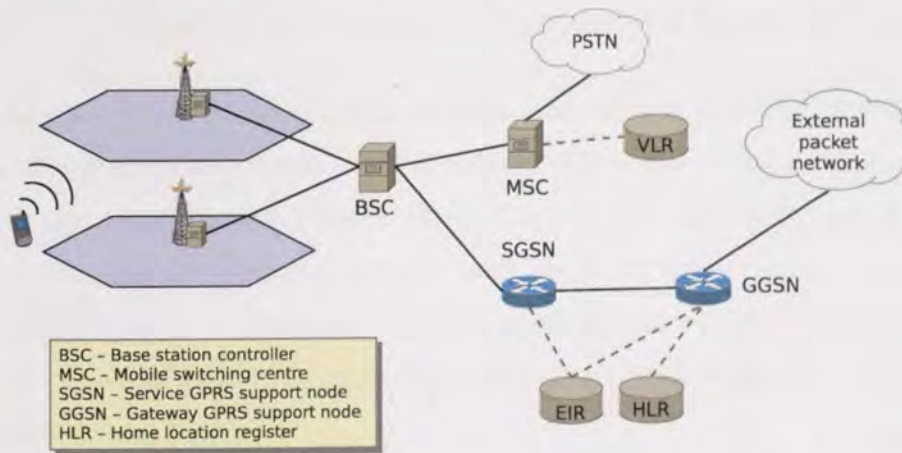 PSTN
External
packet
network
VLR
MSC
BSC
SGSN
GGSN
EIR
HLR
BSC – Base station controller
MSC – Mobile switching centre
SGSN – Service GPRS support node
GGSN – Gateway GPRS support node
HLR – Home location register